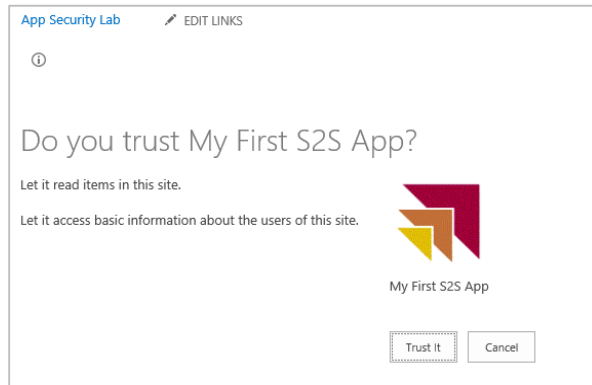 App Security Lab EDIT LINKS
Do you trust My First S2S App?
Let it read items in this site.
Let it access basic information about the users of this site.
My First S2S App
Trust It Cancel